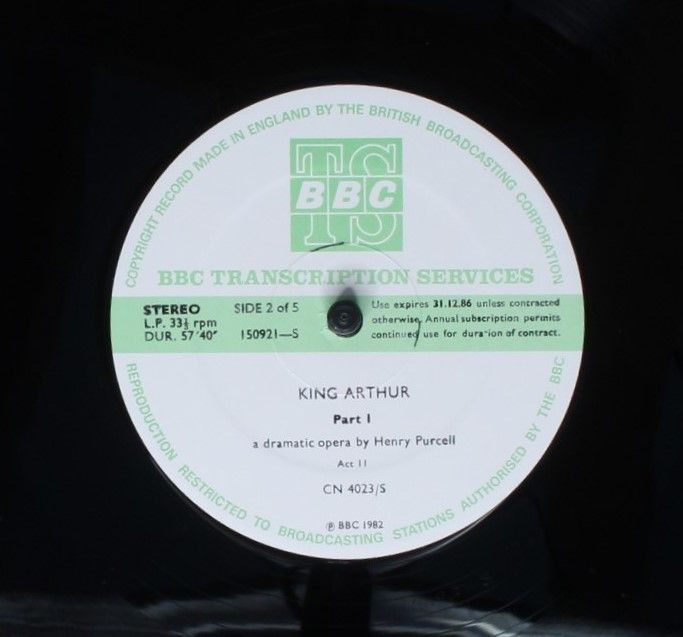 COPYRIGHT RECORD MADE IN ENGLAND BY THE BRITISH BROADCASTING CORPORATION
TS
BBC
TS
BBC TRANSCRIPTION SERVICES
STEREO
L.P. 33⅓ rpm
DUR. 57'40"
SIDE 2 of 5
150921—S
Use expires 31.12.86 unless contracted
otherwise, Annual subscription permits
continued use for duration of contract.
KING ARTHUR
Part I
a dramatic opera by Henry Purcell
Act II
CN 4023/S
℗ BBC 1982
REPRODUCTION RESTRICTED TO BROADCASTING STATIONS AUTHORISED BY THE BBC